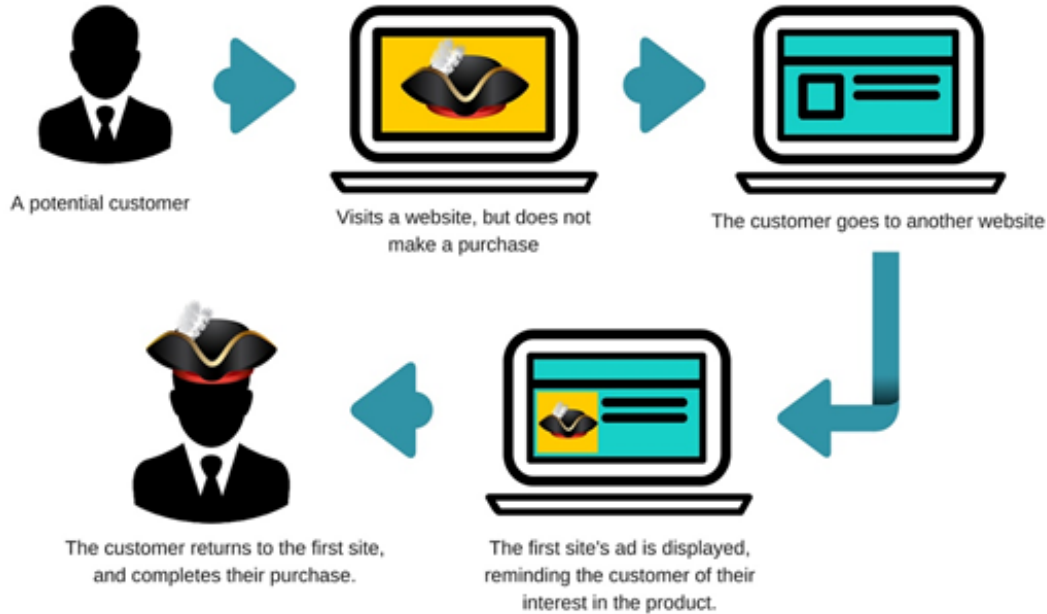 A potential customer
Visits a website, but does not
make a purchase
The customer goes to another website
The customer returns to the first site,
and completes their purchase.
The first site's ad is displayed,
reminding the customer of their
interest in the product.